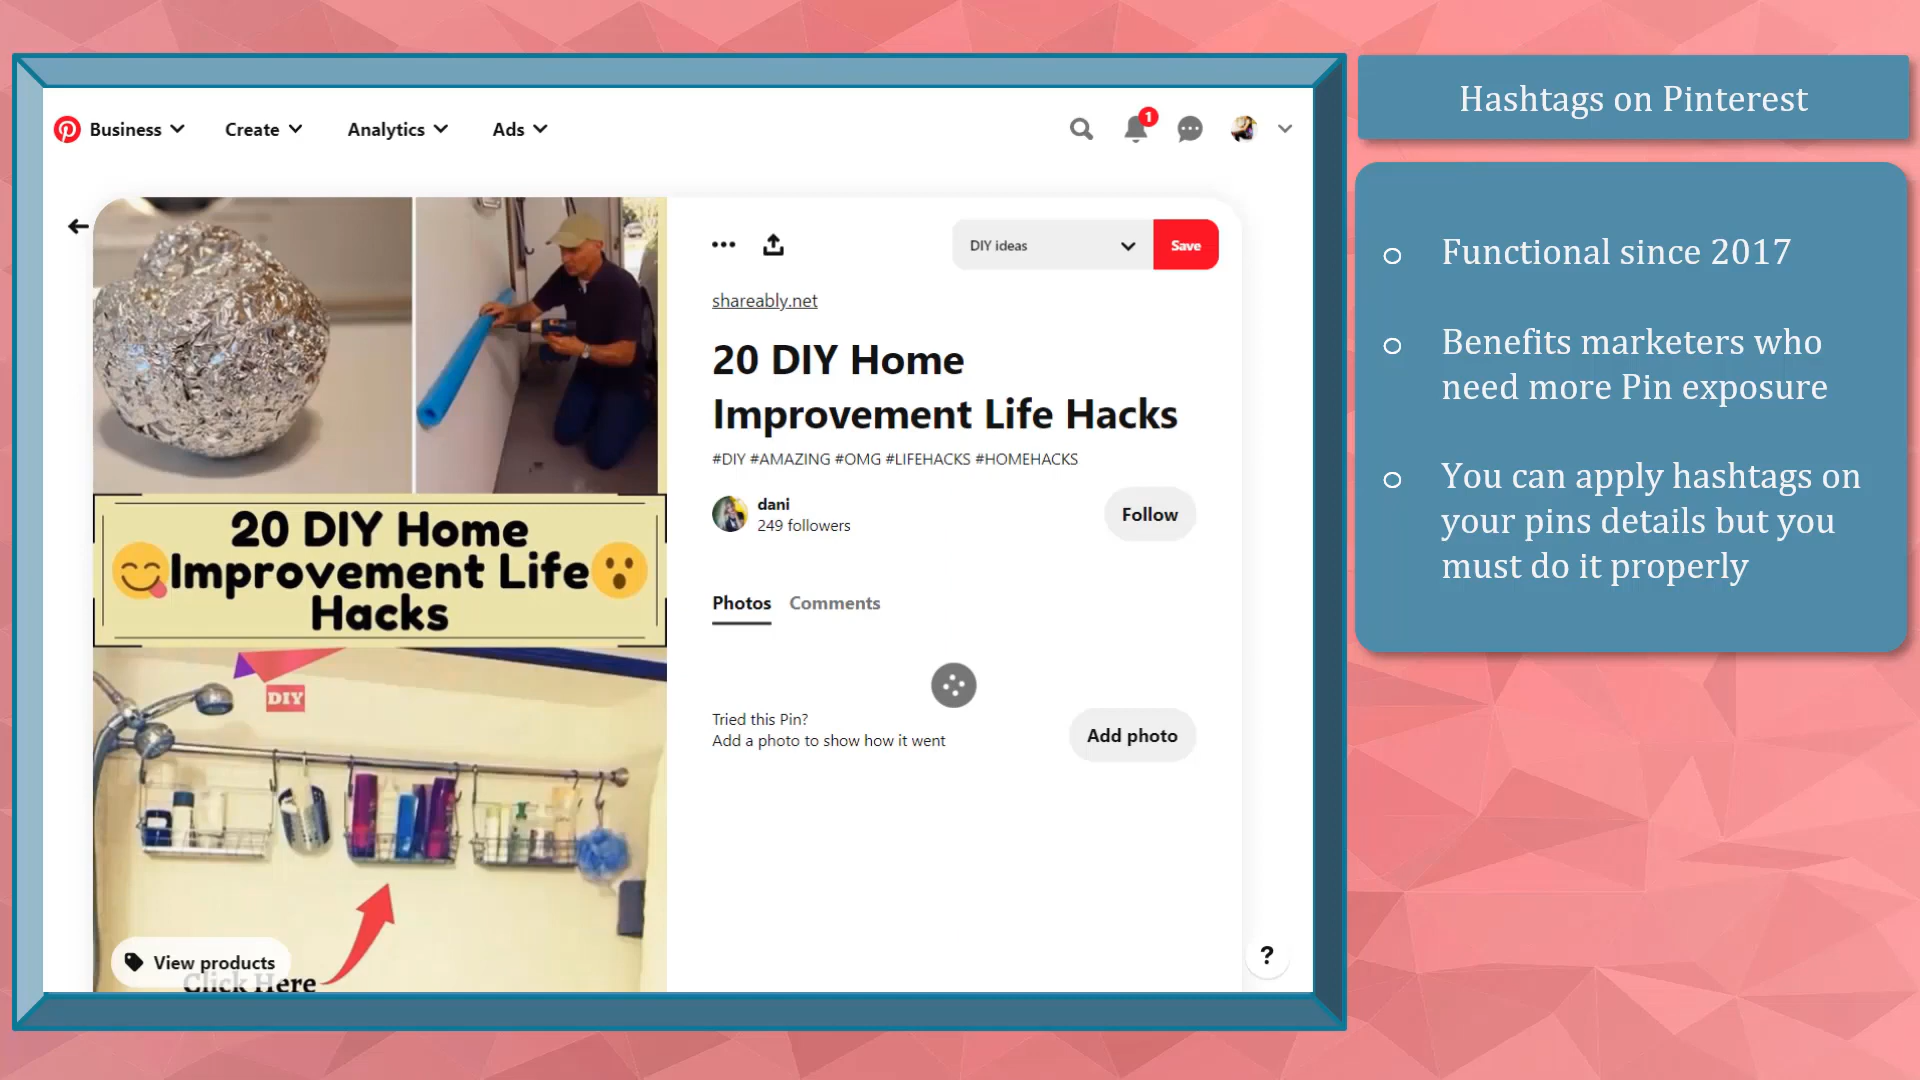 Business
Create
Analytics
Ads
1
DIY ideas
Save
shareably.net
20 DIY Home
Improvement Life Hacks
#DIY #AMAZING #OMG #LIFEHACKS #HOMEHACKS
dani
249 followers
Follow
Photos
Comments
Tried this Pin?
Add a photo to show how it went
Add photo
20 DIY Home
Improvement Life
Hacks
DIY
View products
Click Here
?
Hashtags on Pinterest
Functional since 2017
Benefits marketers who
need more Pin exposure
You can apply hashtags on
your pins details but you
must do it properly